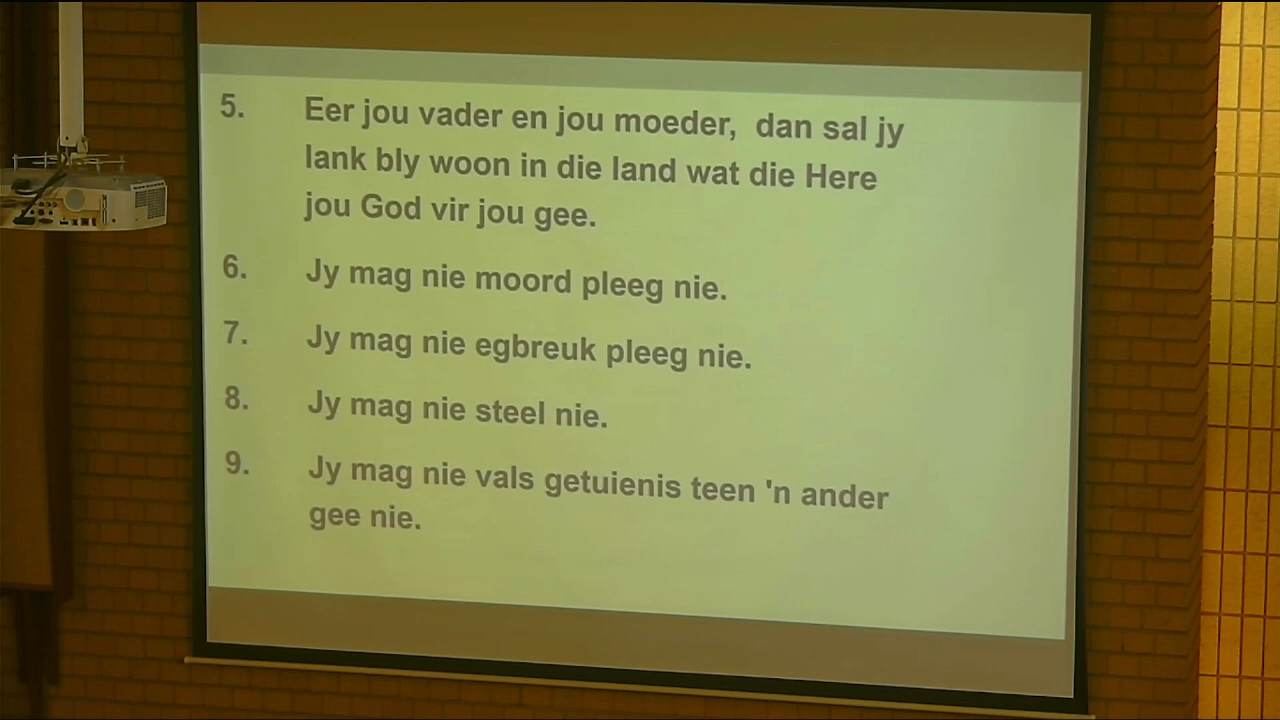 5. Eer jou vader en jou moeder, dan sal jy
lank bly woon in die land wat die Here
jou God vir jou gee.
6. Jy mag nie moord pleeg nie.
7. Jy mag nie egbreuk pleeg nie.
8. Jy mag nie steel nie.
9. Jy mag nie vals getuienis teen 'n ander
gee nie.